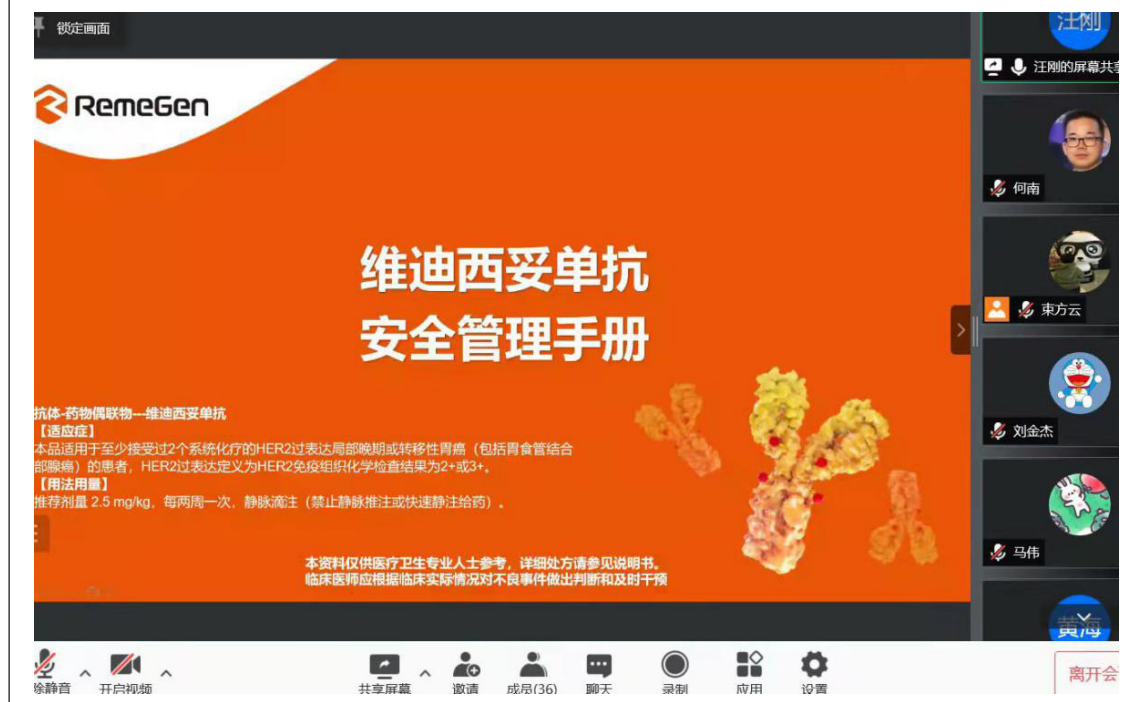 锁定画面
RemeGen
维迪西妥单抗
安全管理手册
抗体-药物偶联物---维迪西妥单抗
【适应症】
本品适用于至少接受过2个系统化疗的HER2过表达局部晚期或转移性胃癌（包括胃食管结合
部腺癌）的患者，HER2过表达定义为HER2免疫组织化学检查结果为2+或3+。
【用法用量】
推荐剂量 2.5 mg/kg，每两周一次，静脉滴注（禁止静脉推注或快速静注给药）.
本资料仅供医疗卫生专业人士参考，详细处方请参见说明书。
临床医师应根据临床实际情况对不良事件做出判断和及时干预
汪刚
汪刚的屏幕共享
何南
東方云
刘金杰
马伟
黄海
除静音
开启视频
共享屏幕
邀请
成员(36)
聊天
录制
应用
设置
离开会